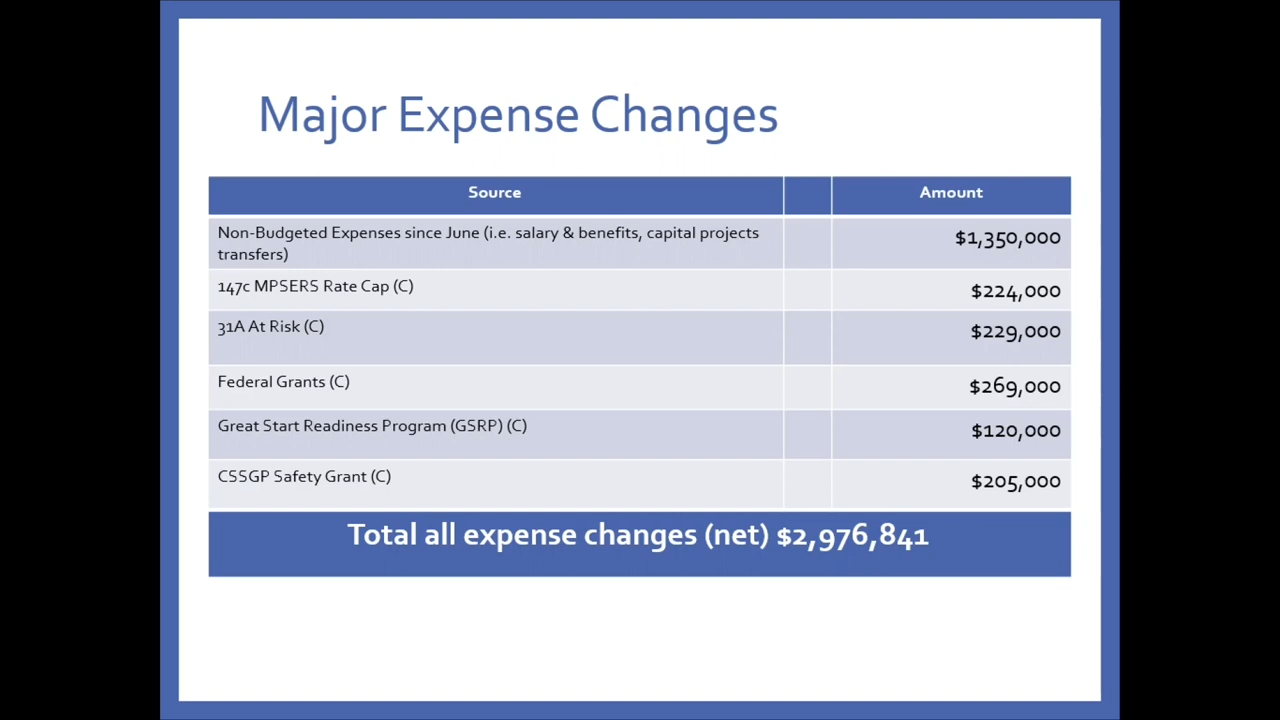 Major Expense Changes
Source Amount
Non-Budgeted Expenses since June (i.e. salary & benefits, capital projects
transfers) $1,350,000
147c MPSERS Rate Cap (C) $224,000
31A At Risk (C) $229,000
Federal Grants (C) $269,000
Great Start Readiness Program (GSRP) (C) $120,000
CSSGP Safety Grant (C) $205,000
Total all expense changes (net) $2,976,841